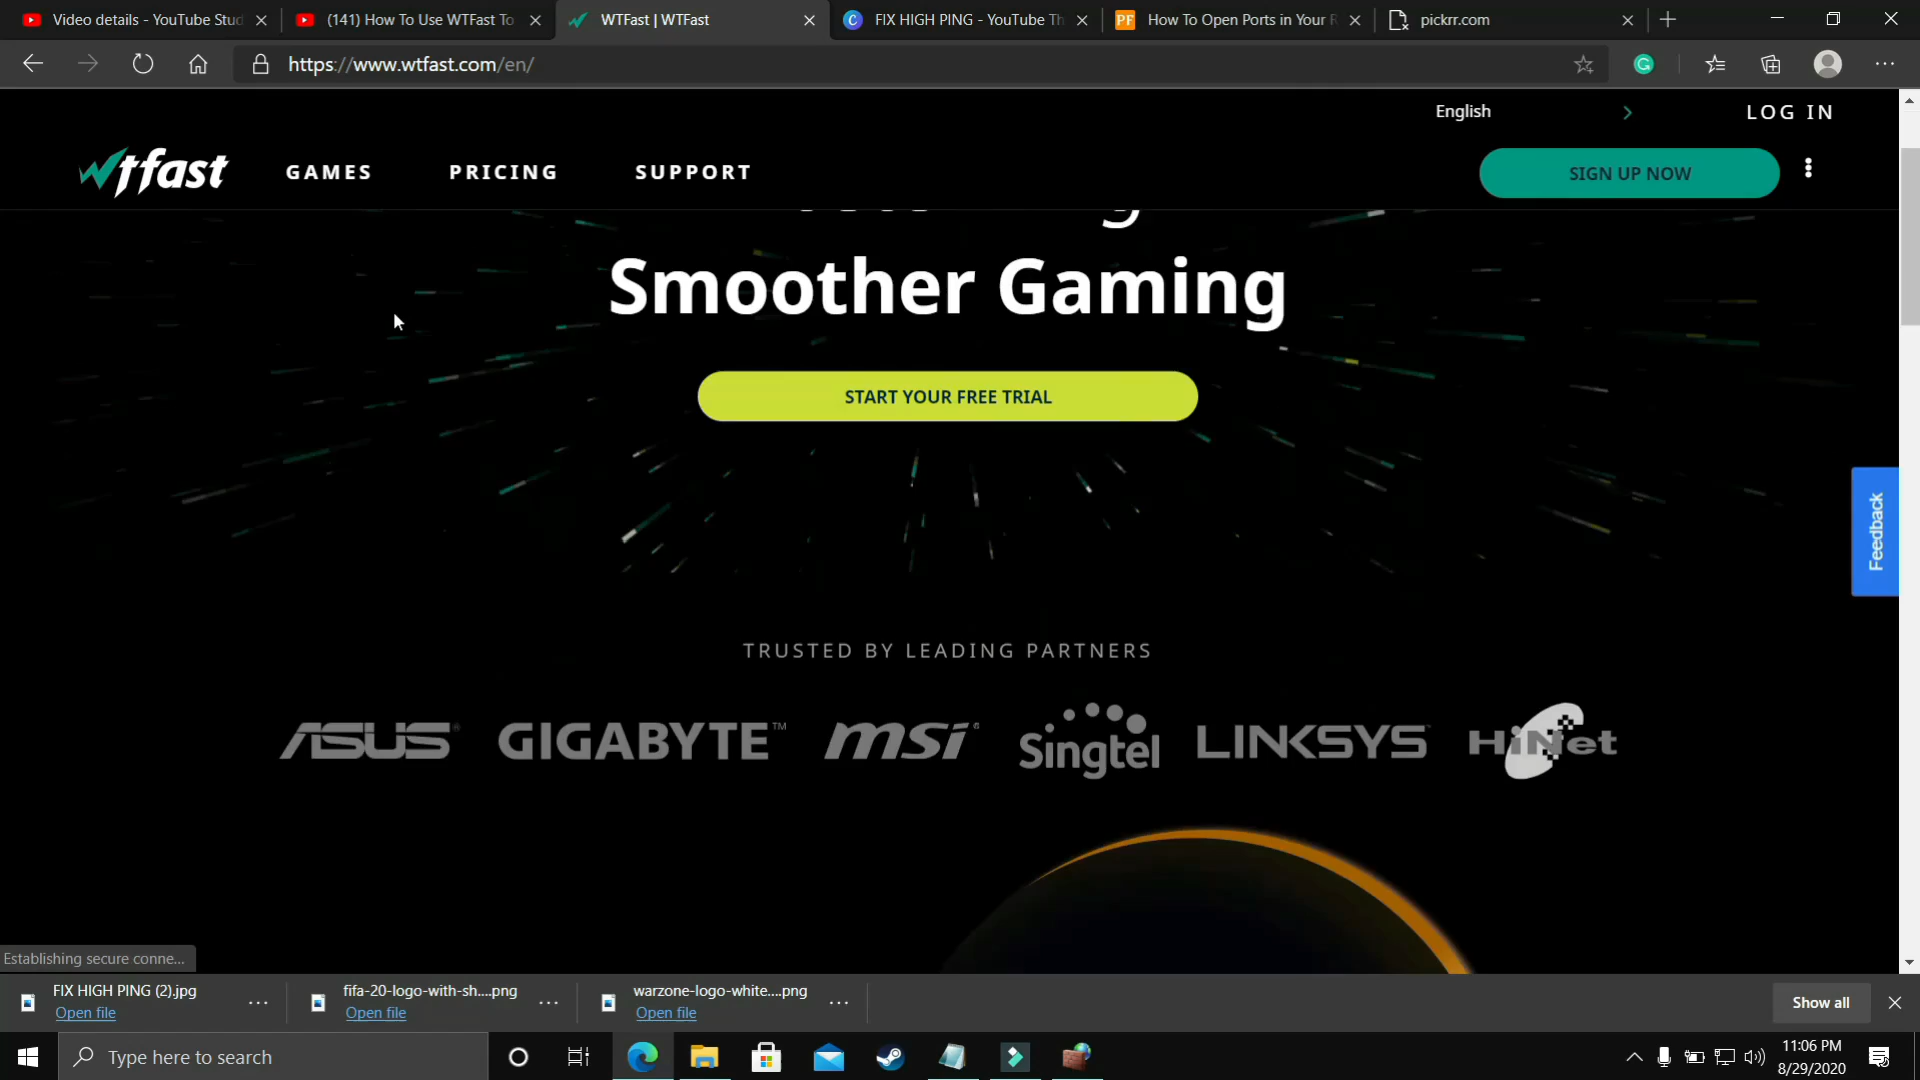 Video details - YouTube Stud
(141) How To Use WTFast To
WTFast | WTFast
FIX HIGH PING - YouTube Th
How To Open Ports in Your R
pickrr.com
https://www.wtfast.com/en/
English
LOG IN
wtfast
GAMES
PRICING
SUPPORT
SIGN UP NOW
Smoother Gaming
START YOUR FREE TRIAL
Feedback
TRUSTED BY LEADING PARTNERS
ASUS
GIGABYTE™
msi
Singtel
LINKSYS
HiNet
Establishing secure conne...
FIX HIGH PING (2).jpg
Open file
fifa-20-logo-with-sh....png
Open file
warzone-logo-white....png
Open file
Show all
Type here to search
11:06 PM
8/29/2020